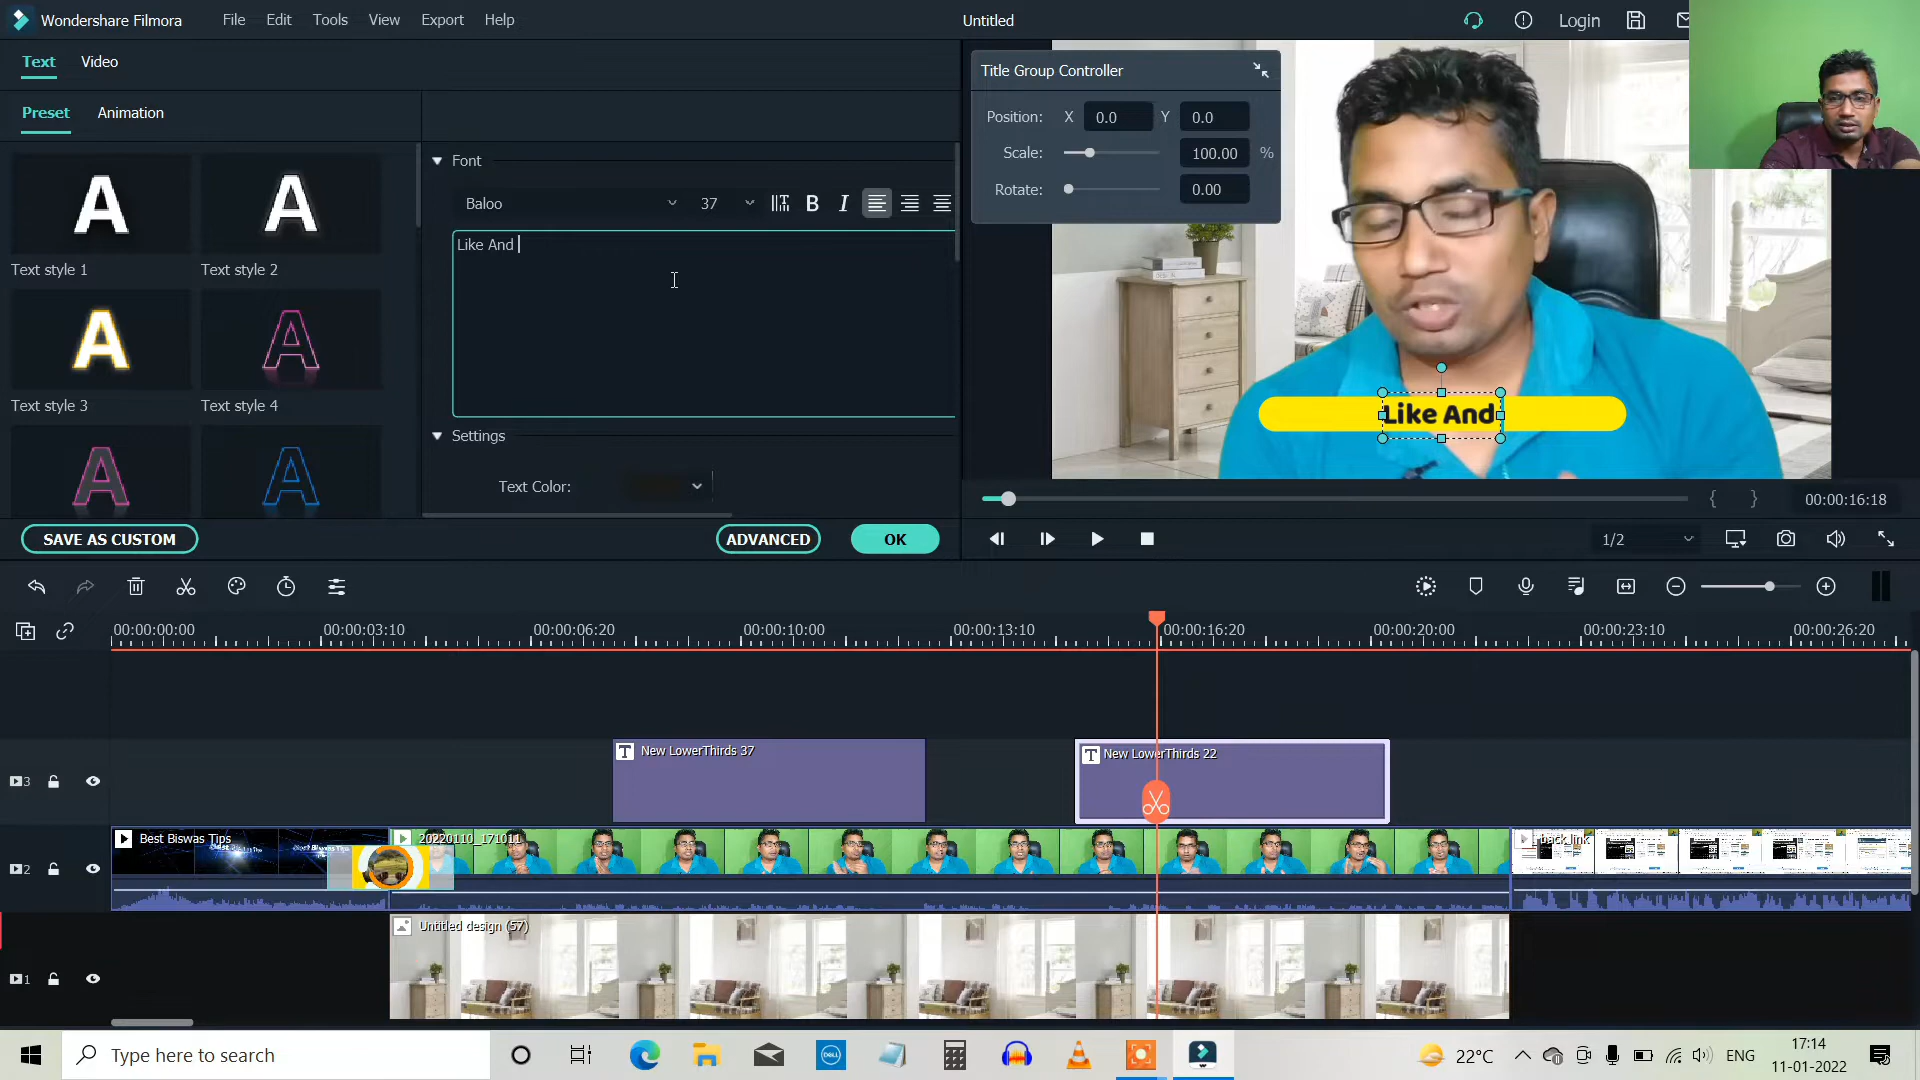 Wondershare Filmora File Edit Tools View Export Help Untitled Login
Text Video
Preset Animation
Text style 1
Text style 2
Text style 3
Text style 4
Font
Baloo 37 B I
Like And
Settings
Text Color:
SAVE AS CUSTOM ADVANCED OK
Title Group Controller
Position: X 0.0 Y 0.0
Scale: 100.00 %
Rotate: 0.00
Like And
{ } 00:00:16:18
1/2
00:00:00:00 00:00:03:10 00:00:06:20 00:00:10:00 00:00:13:10 00:00:16:20 00:00:20:00 00:00:23:10 00:00:26:20
3 T New LowerThirds 37 T New LowerThirds 22
2 Best Biswas Tips 20220110_171011 back link
1 Untitled design (57)
Type here to search DELL 22°C ENG 17:14
11-01-2022